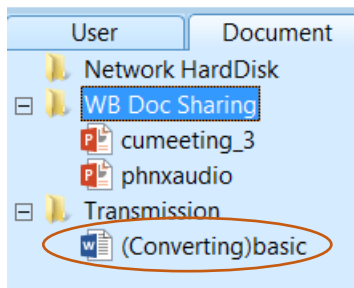 User Document
Network HardDisk
WB Doc Sharing
cumeeting_3
phnxaudio
Transmission
(Converting)basic